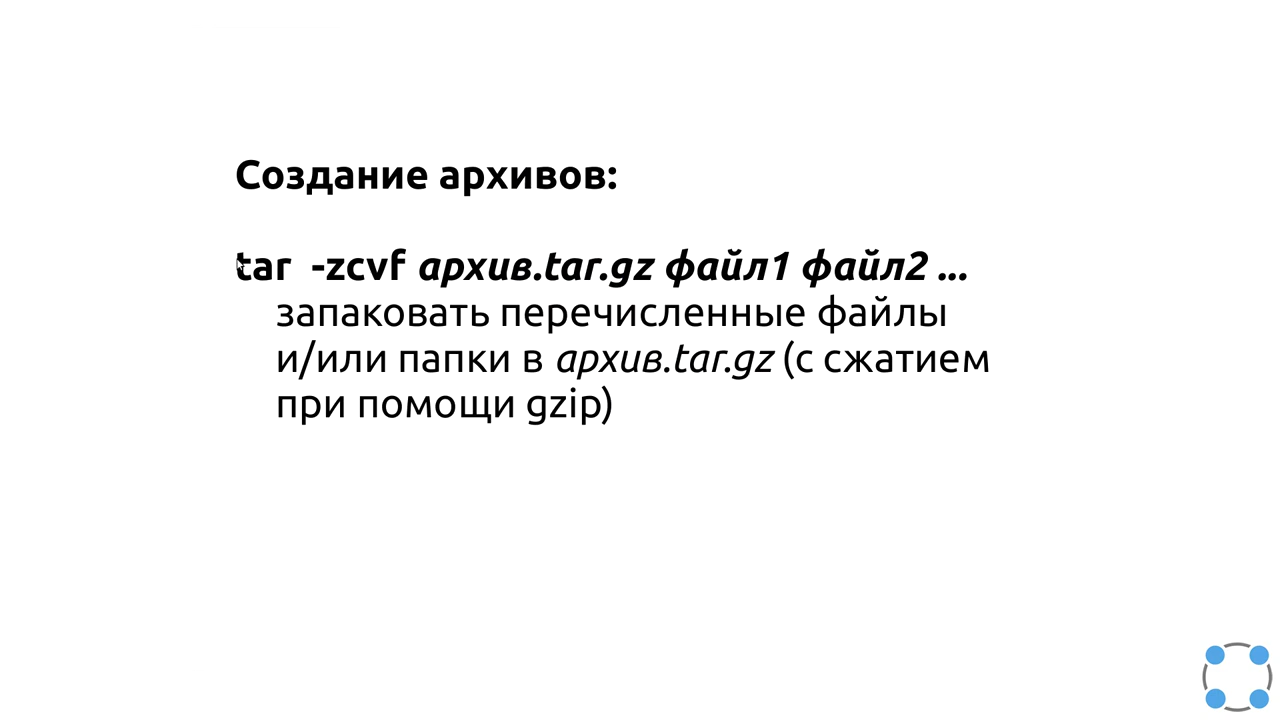 Создание архивов:
tar -zcvf архив.tar.gz файл1 файл2 ...
запаковать перечисленные файлы
и/или папки в архив.tar.gz (с сжатием
при помощи gzip)